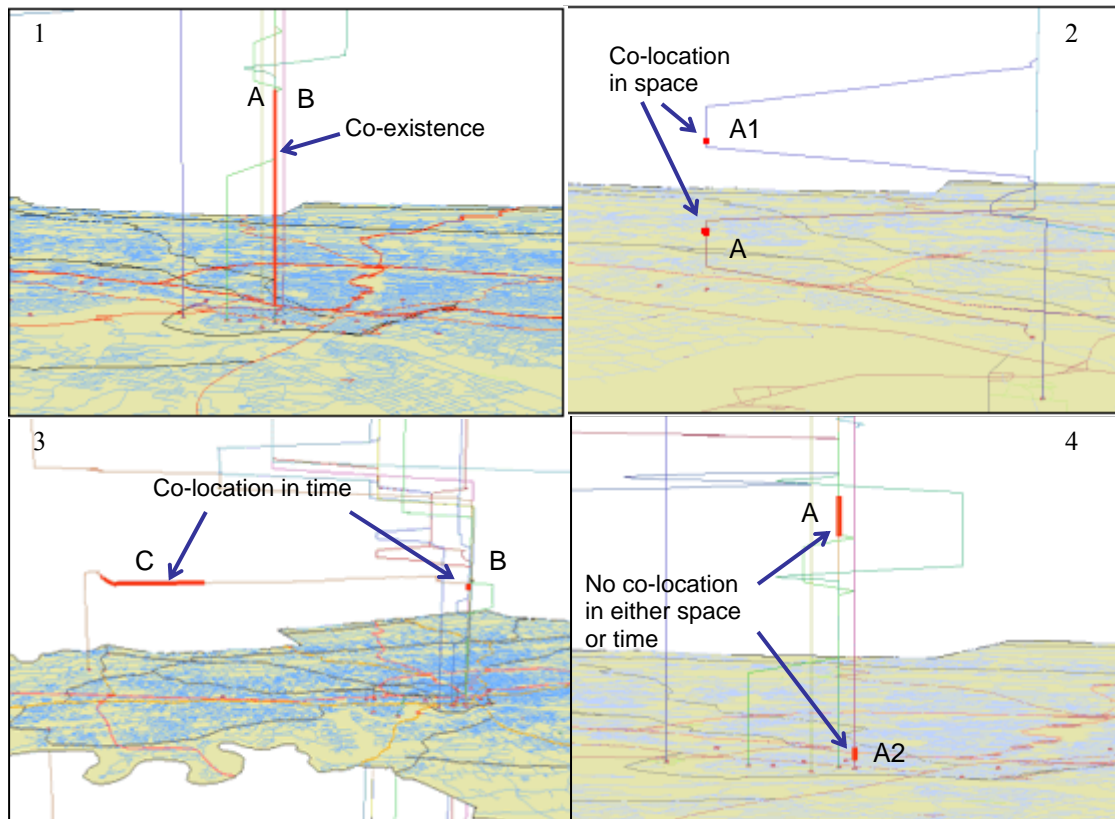 1
A B
Co-existence
2
Co-location
in space
A1
A
3
Co-location in time
C
B
4
A
No co-location
in either space
or time
A2